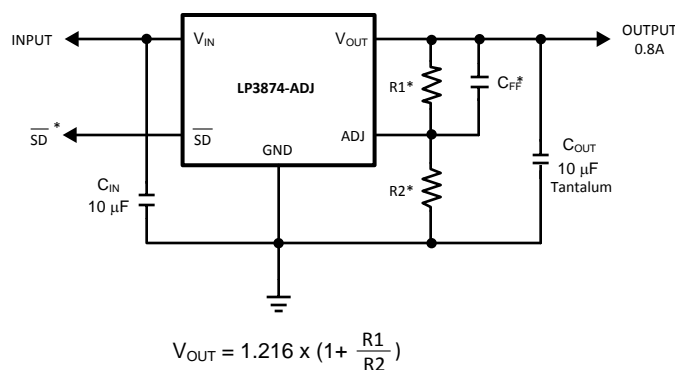 INPUT
V_IN
V_OUT
OUTPUT
0.8A
LP3874-ADJ
R1*
C_FF*
SD *
SD
ADJ
GND
C_IN
10 μF
R2*
C_OUT
10 μF
Tantalum
V_OUT = 1.216 x (1+ R1/R2)